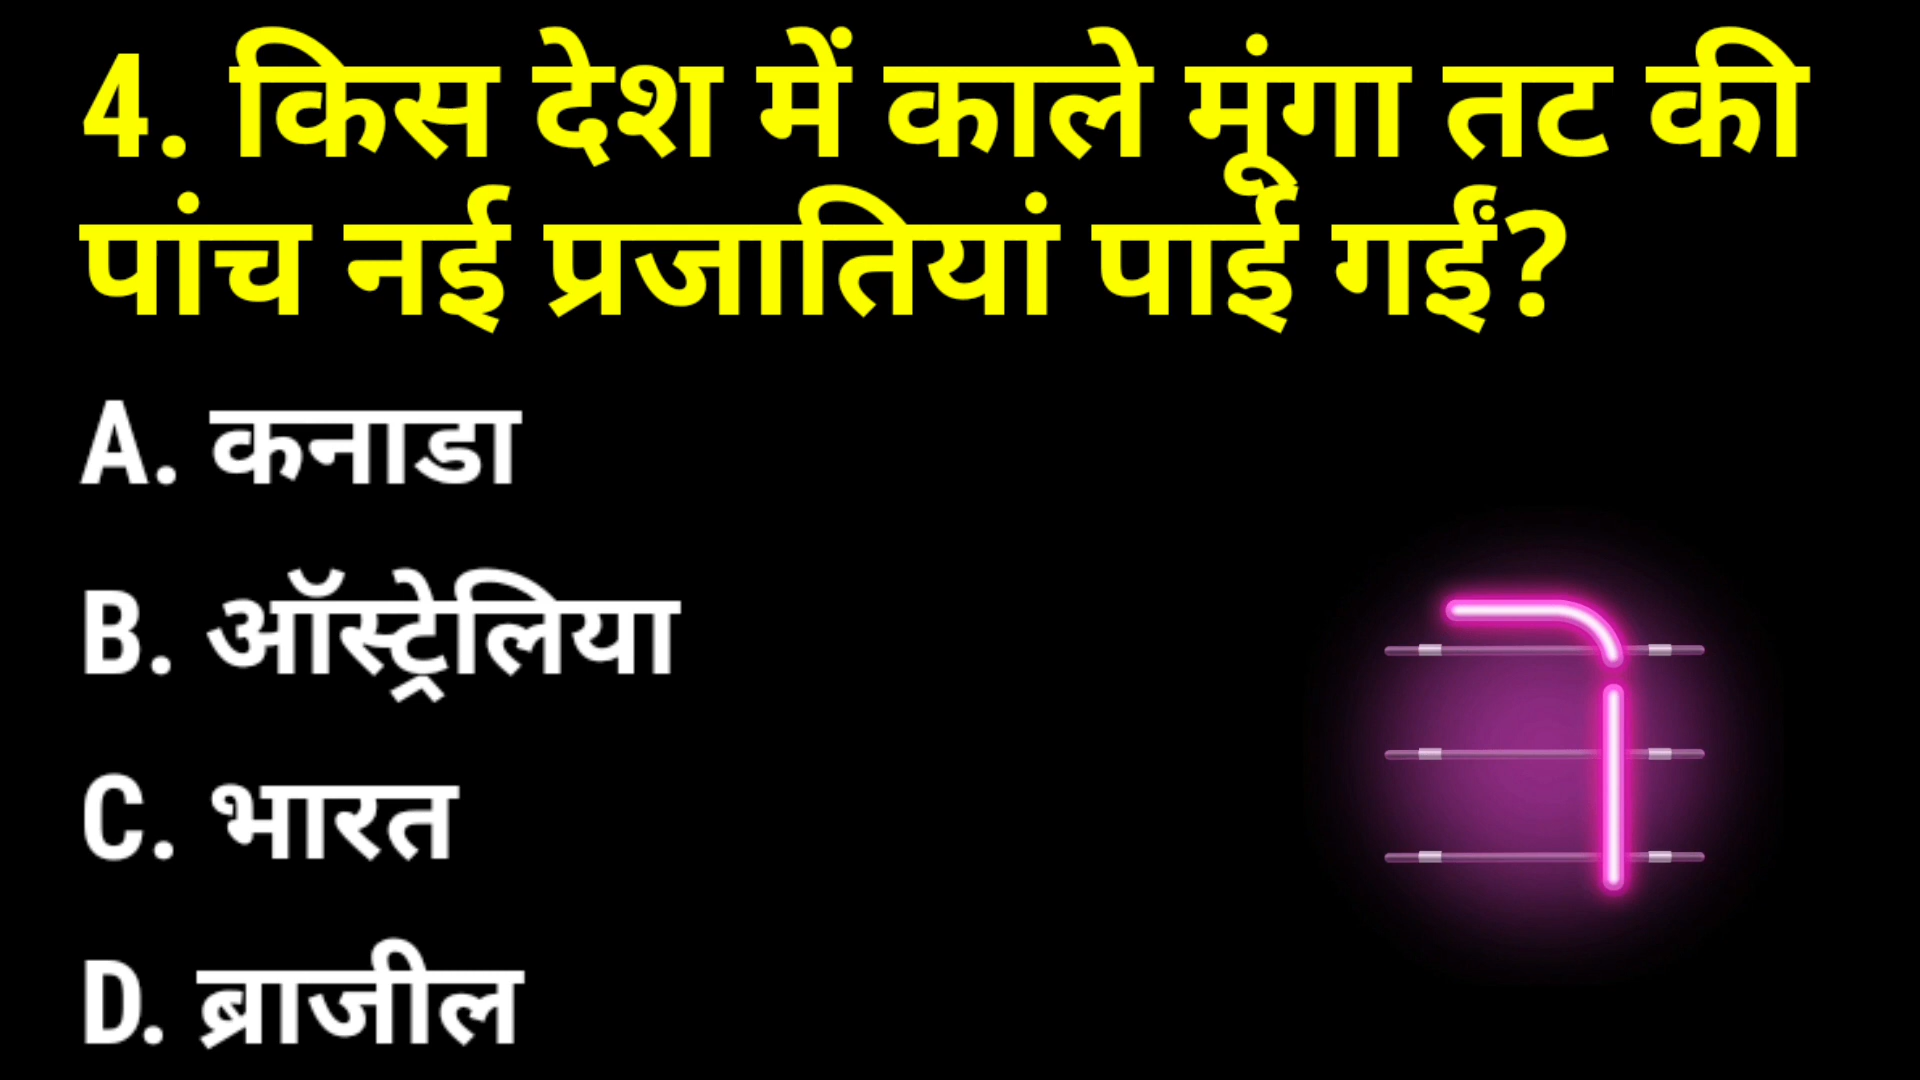 4. किस देश में काले मूंगा तट की
पांच नई प्रजातियां पाई गईं?
A. कनाडा
B. ऑस्ट्रेलिया
C. भारत
D. ब्राजील